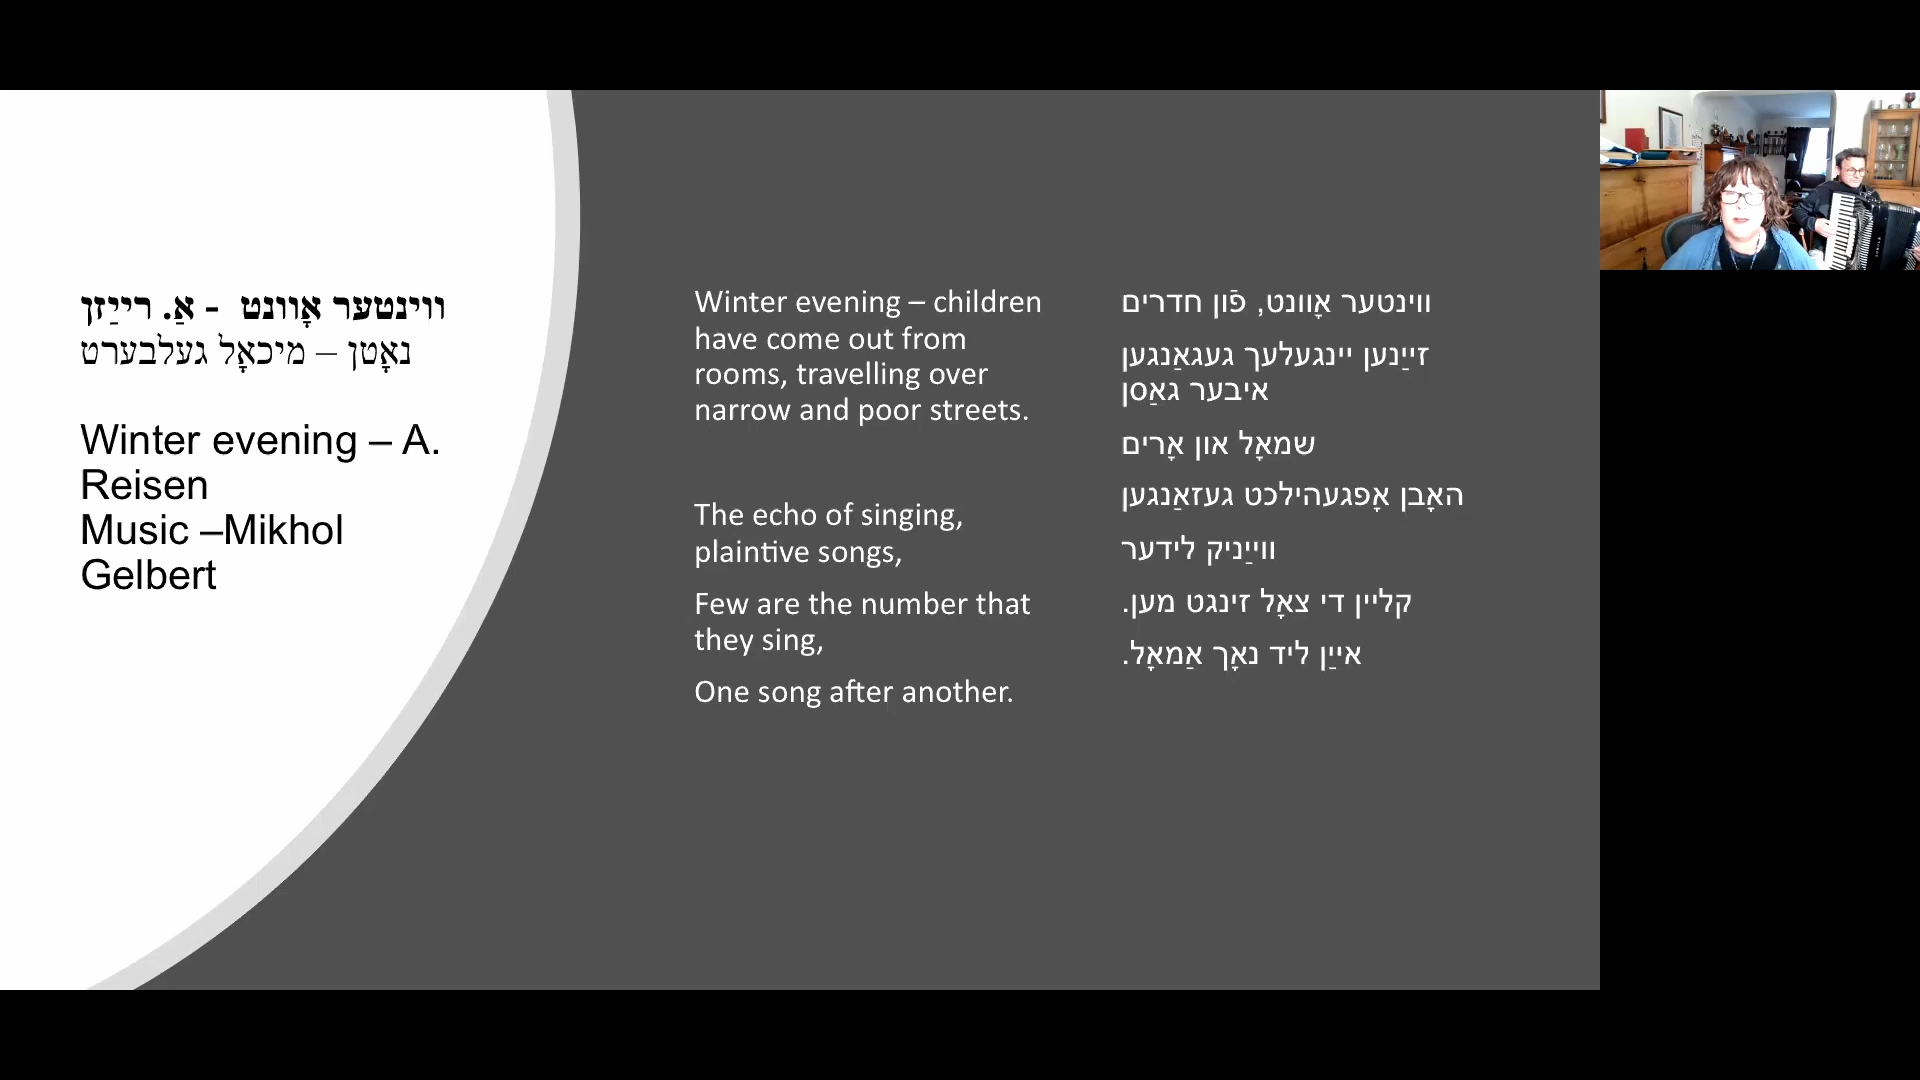 ווינטער אָוונט - אַ. רייַזן
נאָטן – מיכאָל געלבערט
Winter evening – A.
Reisen
Music –Mikhol
Gelbert
Winter evening – children
have come out from
rooms, travelling over
narrow and poor streets.
The echo of singing,
plaintive songs,
Few are the number that
they sing,
One song after another.
ווינטער אָוונט, פֿון חדרים
זייַנען יינגעלעך געגאַנגען
איבער גאַסן
שמאָל און אָרים
האָבן אָפּגעהילכט געזאַנגען
ווייַניק לידער
קליין די צאָל זינגט מען.
אייַן ליד נאָך אַמאָל.